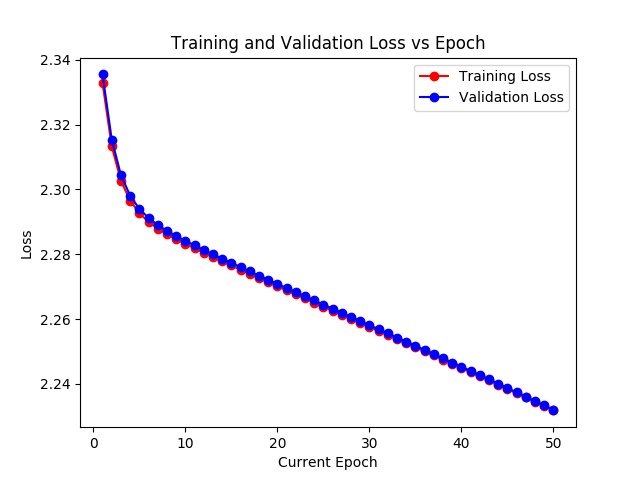 Training and Validation Loss vs Epoch
Training Loss
Validation Loss
Loss
2.34
2.32
2.30
2.28
2.26
2.24
0 10 20 30 40 50
Current Epoch